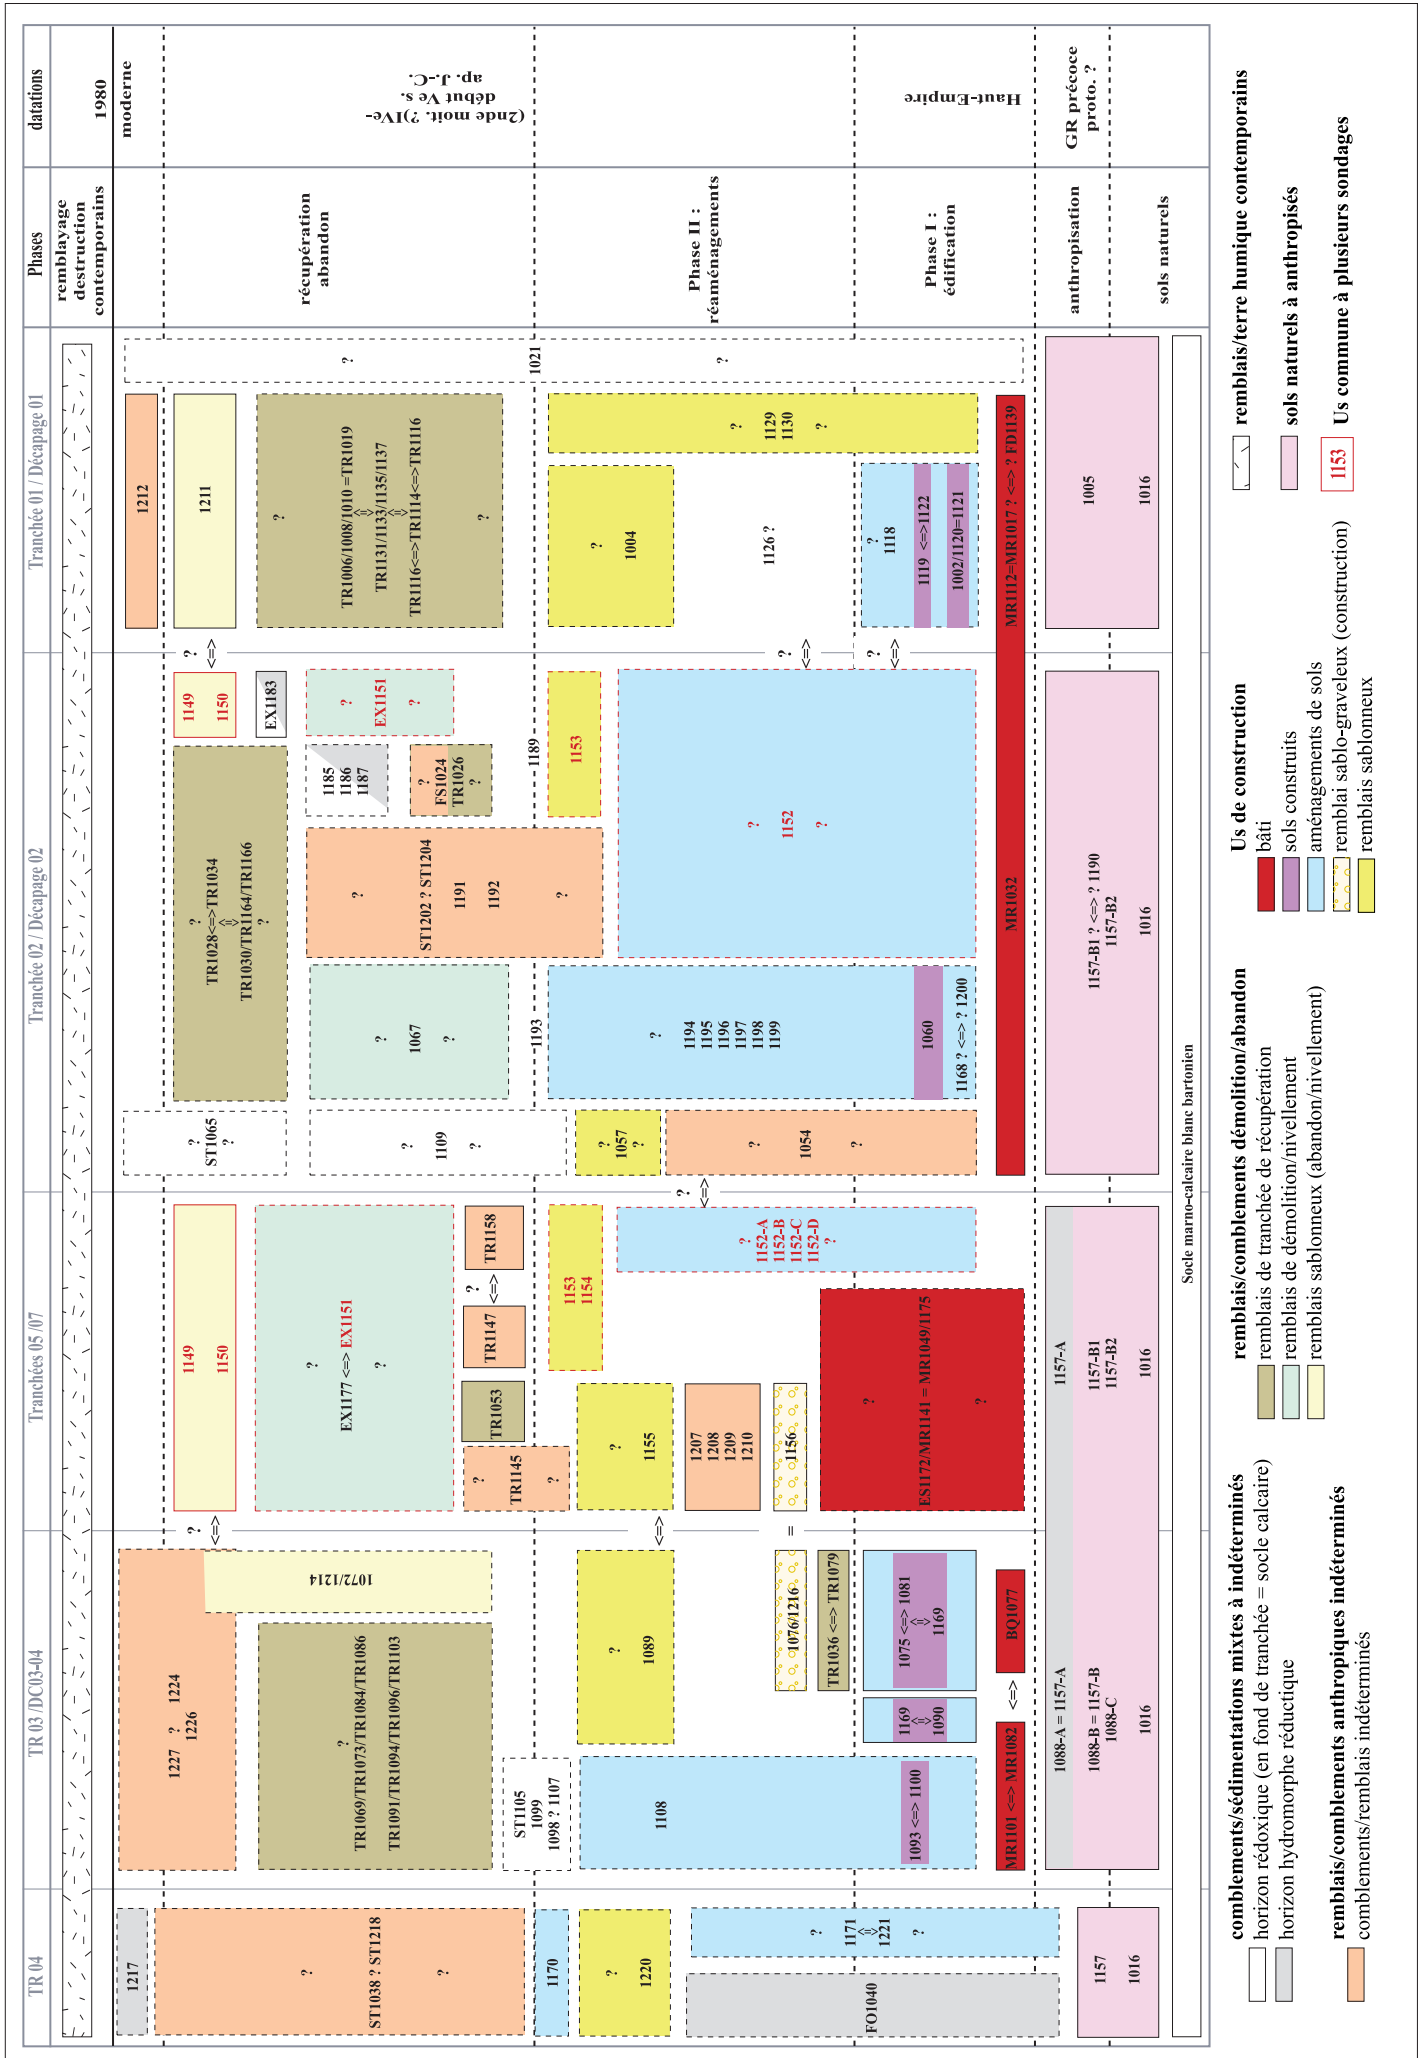 TR 04
TR 03 /DC03-04
Tranchées 05 /07
Tranchée 02 / Décapage 02
Tranchée 01 / Décapage 01
Phases
datations
remblayage
destruction
contemporains
1980
1217
?
ST1038 ? ST1218
?
1170
?
1220
FO1040
?
1171
<=>
1221
?
1157
1016
1227 ? 1224
1226
1072/1214
?
TR1069/TR1073/TR1084/TR1086
TR1091/TR1094/TR1096/TR1103
ST1105
1099
1098 ? 1107
1108
1093 <=> 1100
?
1089
1076/1216
TR1036 <=> TR1079
1169
<=>
1090
1075 <=> 1081
<=>
1169
MR1101 <=> MR1082
<=>
BQ1077
1088-A = 1157-A
1088-B = 1157-B
1088-C
1016
?
<=>
<=>
=
1149
1150
?
EX1177 <=> EX1151
?
?
TR1145
?
TR1053
TR1147
?
<=>
TR1158
1153
1154
?
1155
1207
1208
1209
1210
1156
?
1152-A
1152-B
1152-C
1152-D
?
?
ES1172/MR1141 = MR1049/1175
?
1157-A
1157-B1
1157-B2
1016
?
<=>
?
ST1065
?
?
TR1028<=>TR1034
<=>
TR1030/TR1164/TR1166
?
1149
1150
EX1183
?
1109
?
?
1067
?
?
ST1202 ? ST1204
1191
1192
?
1185
1186
1187
?
FS1024
TR1026
?
?
EX1151
?
1193
1189
1153
?
1057
?
?
1054
?
?
1194
1195
1196
1197
1198
1199
1060
1168 ? <=> ? 1200
?
1152
?
MR1032
1157-B1 ? <=> ? 1190
1157-B2
1016
?
<=>
?
<=>
?
<=>
1212
1211
?
TR1006/1008/1010 =TR1019
<=>
TR1131/1133/1135/1137
<=>
TR1116<=>TR1114<=>TR1116
?
?
1021
?
?
1004
1126 ?
?
1129
1130
?
?
1118
1119 <=>1122
1002/1120=1121
MR1112=MR1017 ? <=> ? FD1139
1005
1016
récupération
abandon
Phase II :
réaménagements
Phase I :
édification
anthropisation
sols naturels
moderne
(2nde moit. ?)IVe-
début Ve s.
ap. J.-C.
Haut-Empire
GR précoce
proto. ?
Socle marno-calcaire blanc bartonien
comblements/sédimentations mixtes à indéterminés
horizon rédoxique (en fond de tranchée = socle calcaire)
horizon hydromorphe réductique
remblais/comblements anthropiques indéterminés
comblements/remblais indéterminés
remblais/comblements démolition/abandon
remblais de tranchée de récupération
remblais de démolition/nivellement
remblais sablonneux (abandon/nivellement)
Us de construction
bâti
sols construits
aménagements de sols
remblai sablo-graveleux (construction)
remblais sablonneux
remblais/terre humique contemporains
sols naturels à anthropisés
1153
Us commune à plusieurs sondages